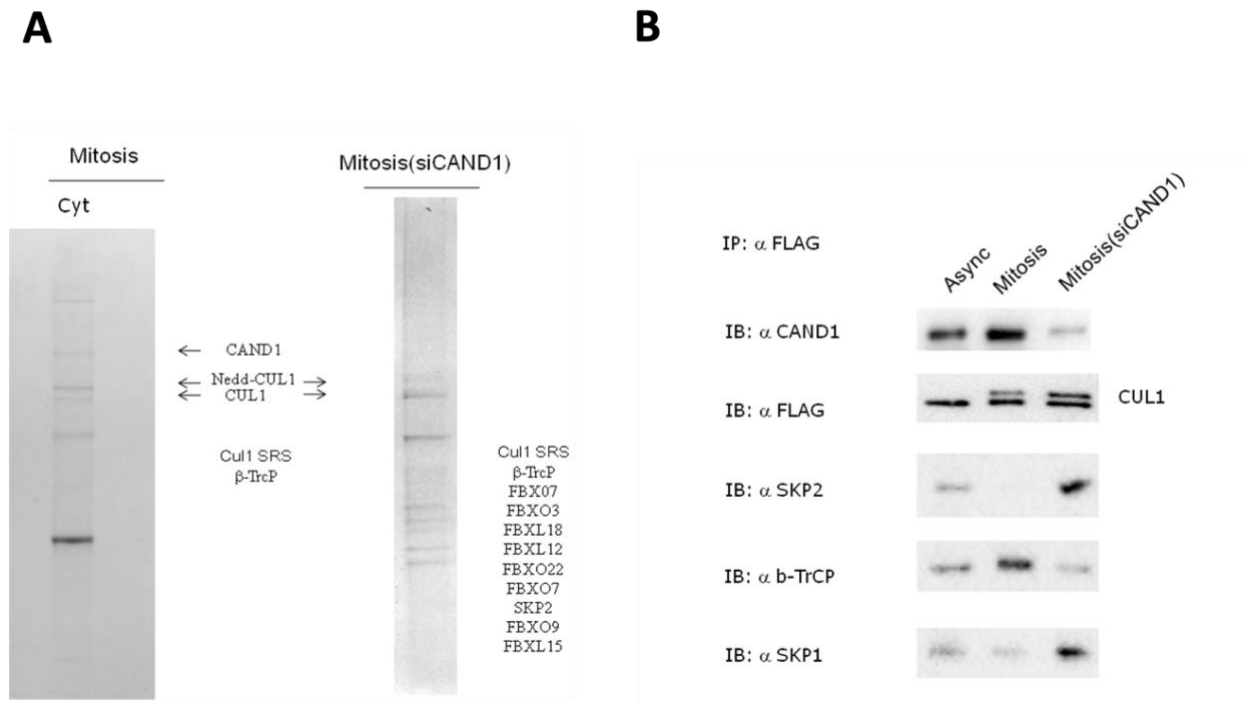 A
Mitosis
Cyt
Mitosis(siCAND1)
← CAND1
← Nedd-CUL1 →
← CUL1 →
Cul1 SRS
β-TrcP
Cul1 SRS
β-TrcP
FBX07
FBXO3
FBXL18
FBXL12
FBXO22
FBXO7
SKP2
FBXO9
FBXL15
B
IP: α FLAG
Async
Mitosis
Mitosis(siCAND1)
IB: α CAND1
IB: α FLAG
CUL1
IB: α SKP2
IB: α b-TrCP
IB: α SKP1